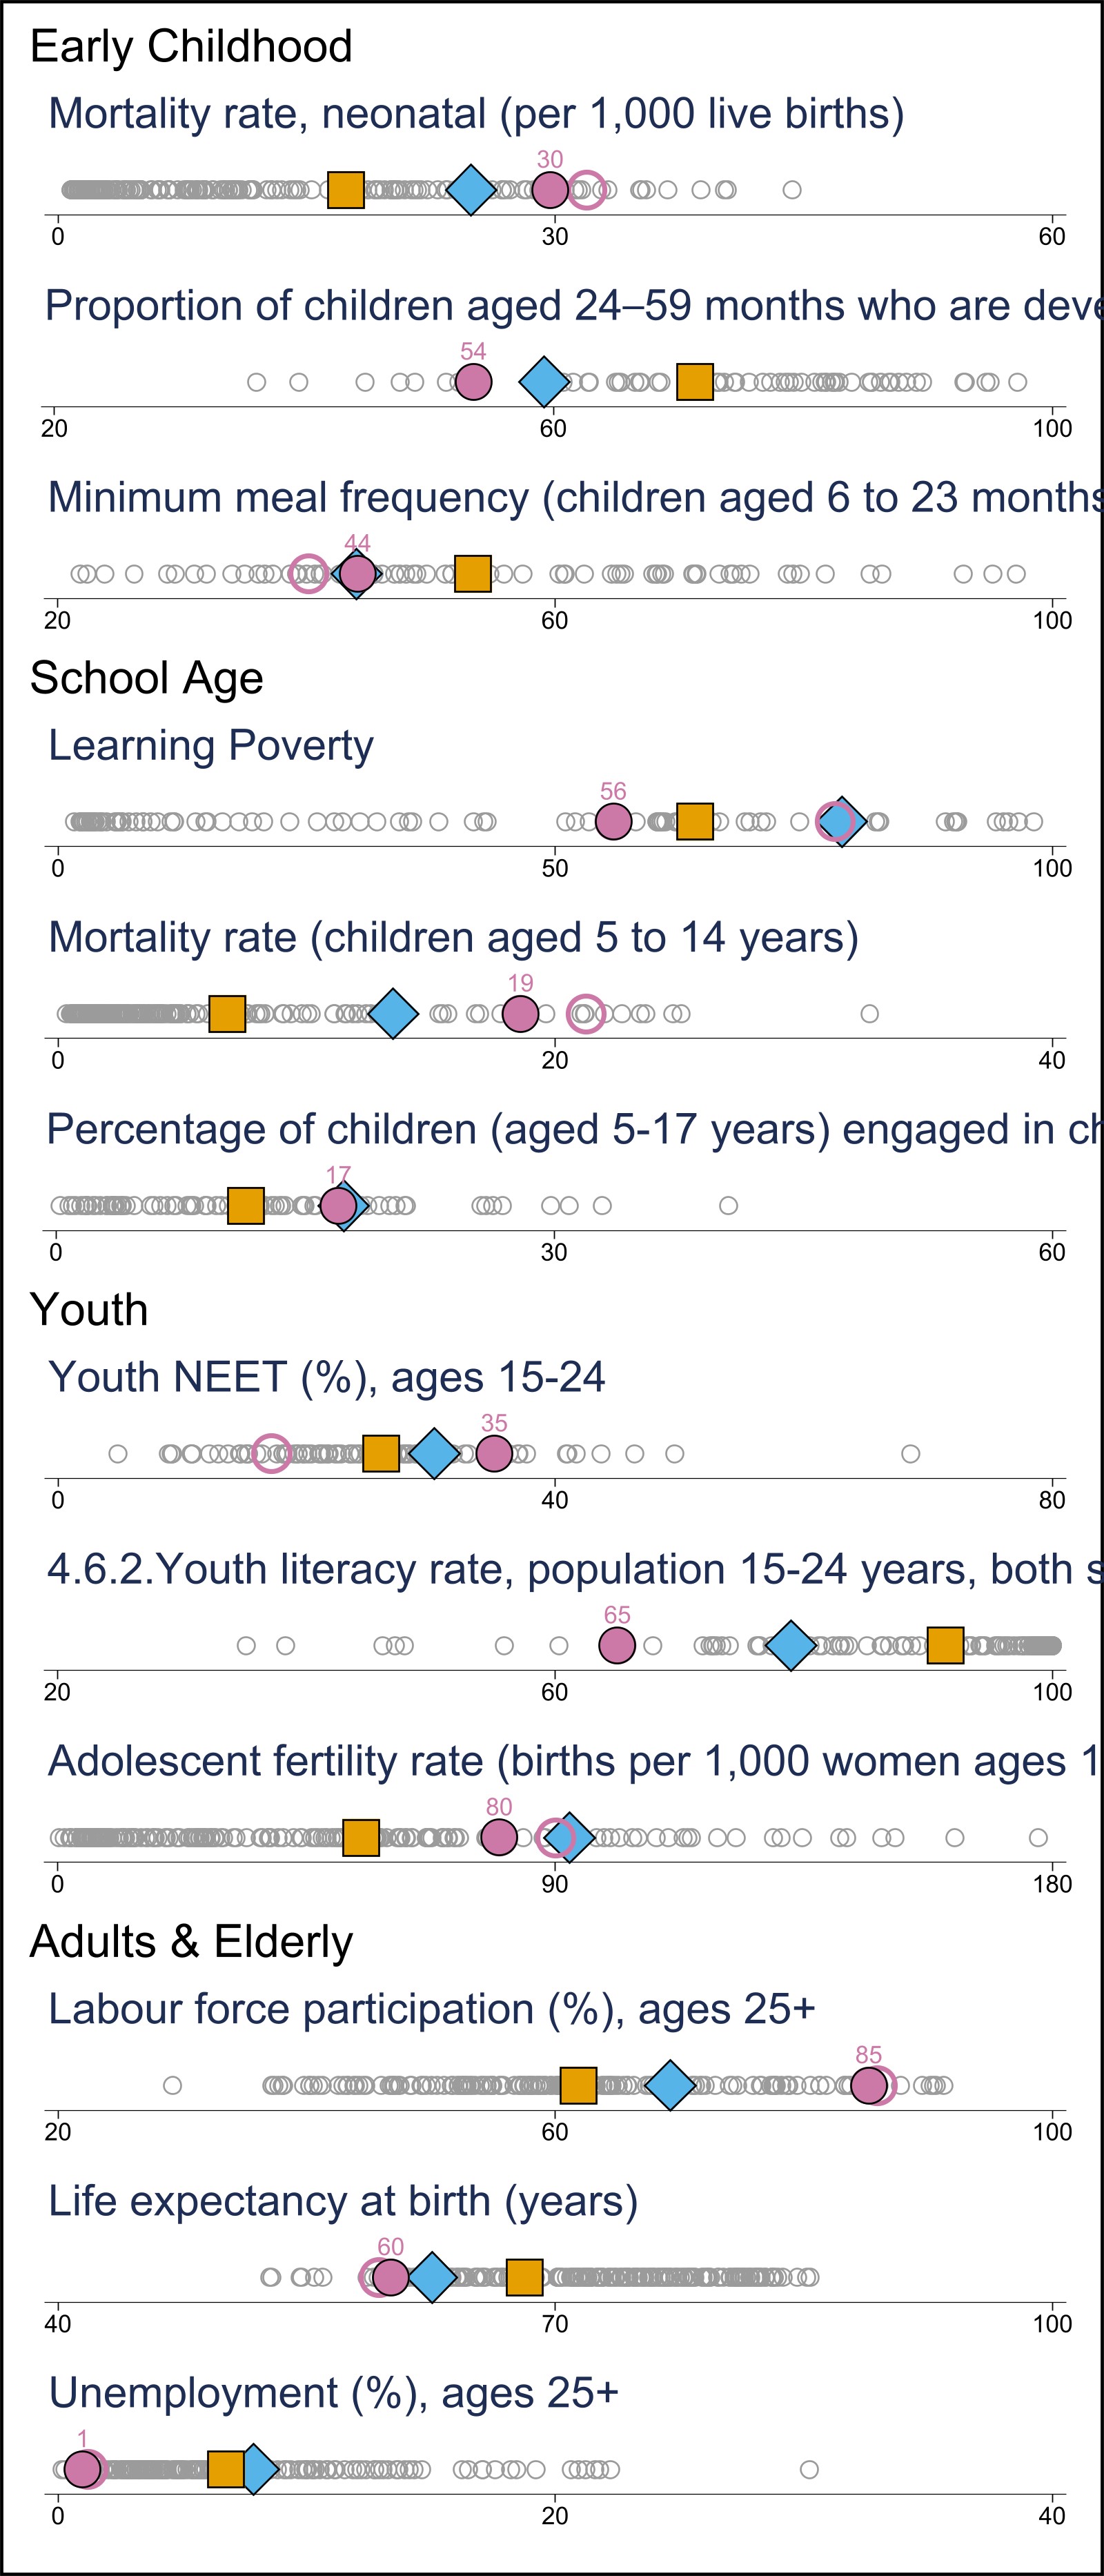 Early Childhood
Mortality rate, neonatal (per 1,000 live births)
30
0 30 60
Proportion of children aged 24–59 months who are deve
54
20 60 100
Minimum meal frequency (children aged 6 to 23 months
44
20 60 100
School Age
Learning Poverty
56
0 50 100
Mortality rate (children aged 5 to 14 years)
19
0 20 40
Percentage of children (aged 5-17 years) engaged in ch
17
0 30 60
Youth
Youth NEET (%), ages 15-24
35
0 40 80
4.6.2.Youth literacy rate, population 15-24 years, both s
65
20 60 100
Adolescent fertility rate (births per 1,000 women ages 1
80
0 90 180
Adults & Elderly
Labour force participation (%), ages 25+
85
20 60 100
Life expectancy at birth (years)
60
40 70 100
Unemployment (%), ages 25+
1
0 20 40